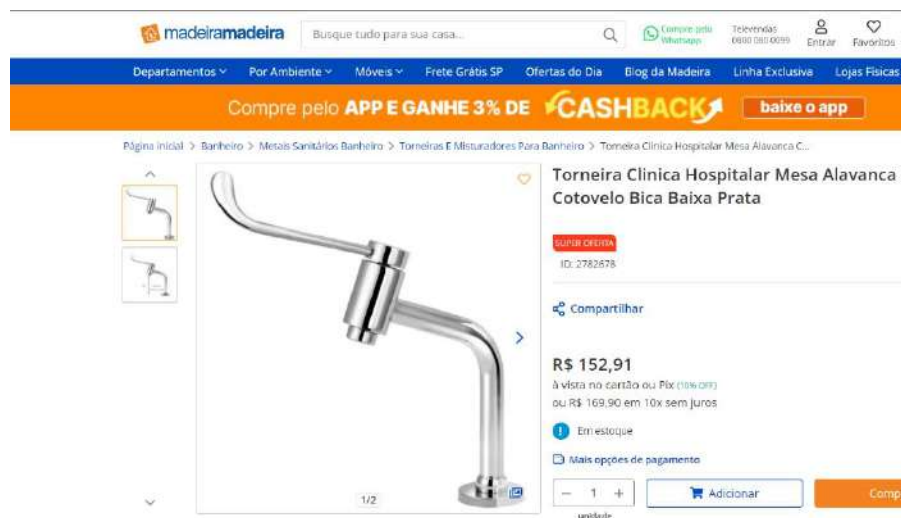 madeiramadeira
Busque tudo para sua casa...
Compre pelo
Whatsapp
Televendas
Entrar
Favoritos
Departamentos
Por Ambiente
Móveis
Frete Grátis SP
Ofertas do Dia
Blog da Madeira
Linha Exclusiva
Lojas Físicas
Compre pelo APP E GANHE 3% DE CASHBACK baixe o app
Página inicial > Banheiro > Metais Sanitários Banheiro > Torneiras E Misturadores Para Banheiro > Torneira Clinica Hospitalar Mesa Alavanca C...
Torneira Clinica Hospitalar Mesa Alavanca
Cotovelo Bica Baixa Prata
SUPER OFERTA
ID: 2782678
Compartilhar
R$ 152,91
à vista no cartão ou Pix (10% OFF)
ou R$ 169,90 em 10x sem juros
Em estoque
Mais opções de pagamento
1/2
− 1 +
Adicionar
Comp
unidade